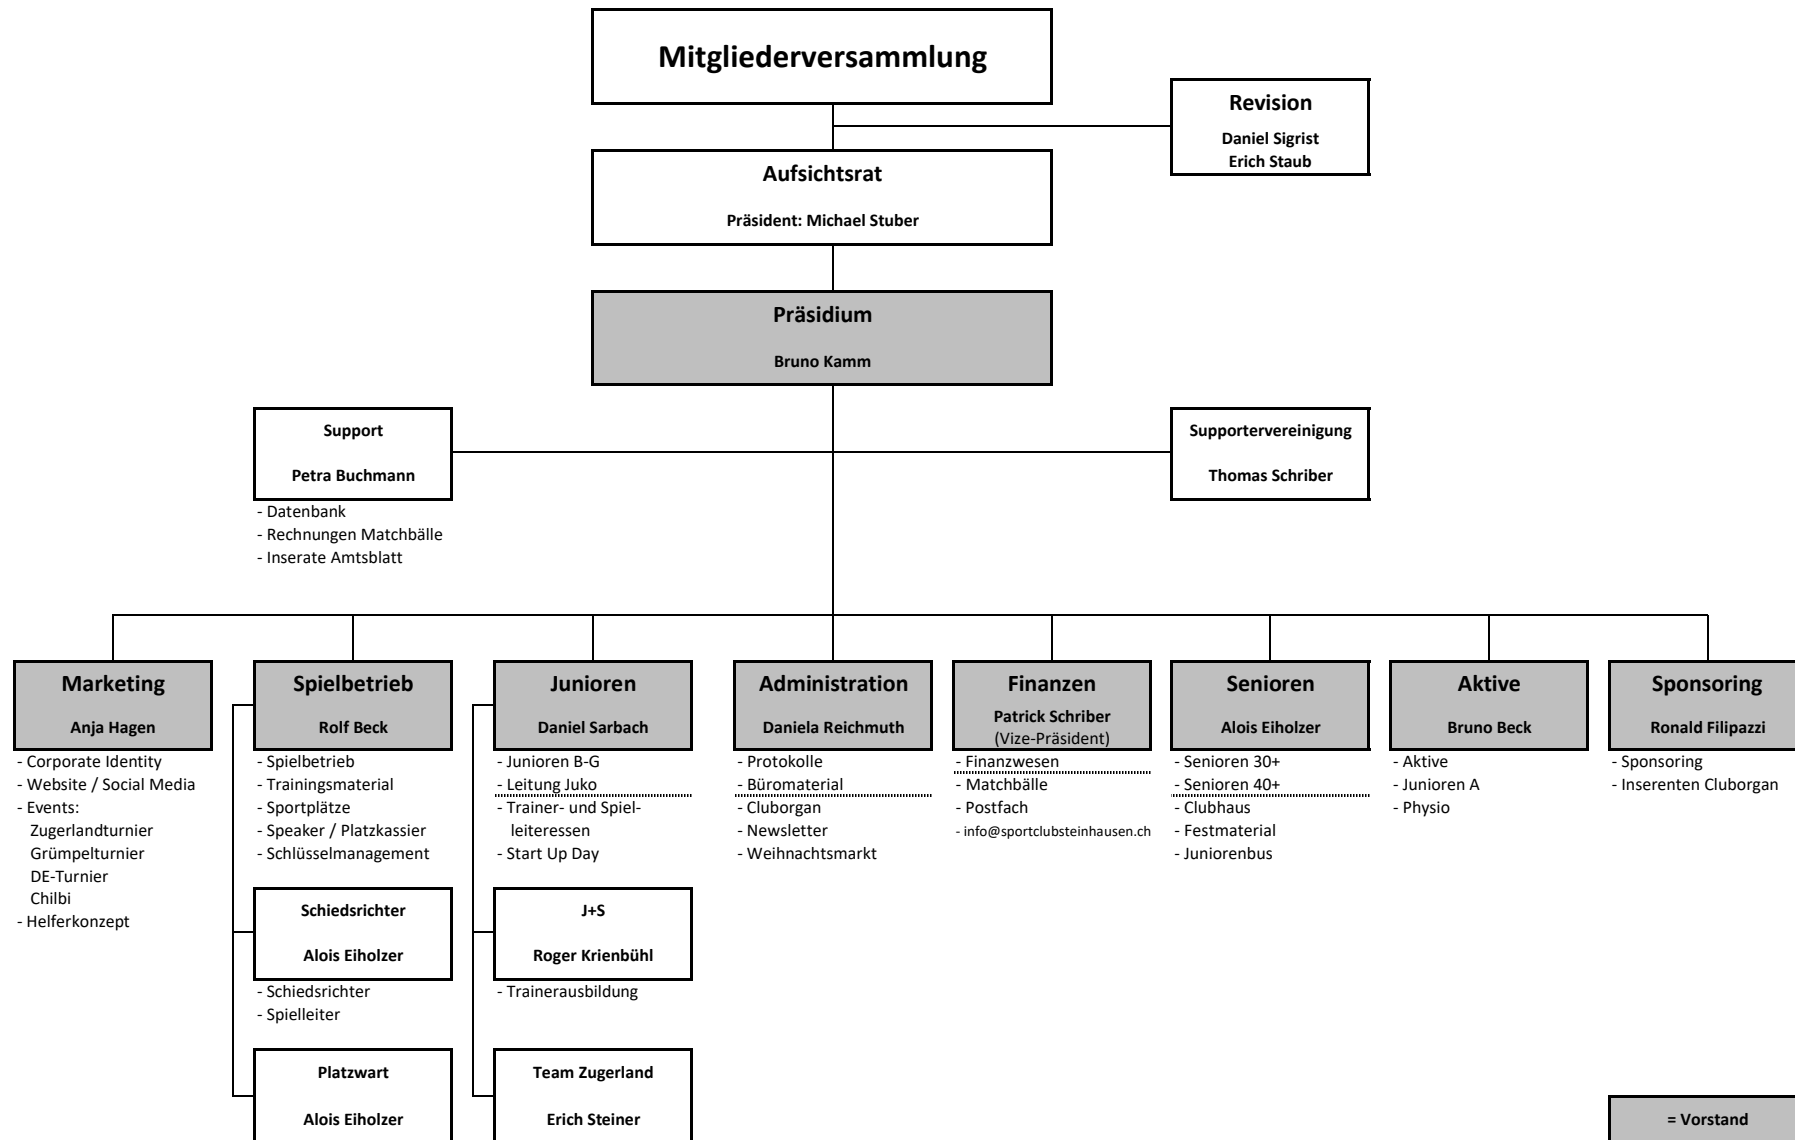 Mitgliederversammlung
Revision
Daniel Sigrist
Erich Staub
Aufsichtsrat
Präsident: Michael Stuber
Präsidium
Bruno Kamm
Support
Petra Buchmann
- Datenbank
- Rechnungen Matchbälle
- Inserate Amtsblatt
Supportervereinigung
Thomas Schriber
Marketing
Anja Hagen
- Corporate Identity
- Website / Social Media
- Events:
Zugerlandturnier
Grümpelturnier
DE-Turnier
Chilbi
- Helferkonzept
Spielbetrieb
Rolf Beck
- Spielbetrieb
- Trainingsmaterial
- Sportplätze
- Speaker / Platzkassier
- Schlüsselmanagement
Schiedsrichter
Alois Eiholzer
- Schiedsrichter
- Spielleiter
Platzwart
Alois Eiholzer
Junioren
Daniel Sarbach
- Junioren B-G
- Leitung Juko
- Trainer- und Spiel-
leiteressen
- Start Up Day
J+S
Roger Krienbühl
- Trainerausbildung
Team Zugerland
Erich Steiner
Administration
Daniela Reichmuth
- Protokolle
- Büromaterial
- Cluborgan
- Newsletter
- Weihnachtsmarkt
Finanzen
Patrick Schriber
(Vize-Präsident)
- Finanzwesen
- Matchbälle
- Postfach
- info@sportclubsteinhausen.ch
Senioren
Alois Eiholzer
- Senioren 30+
- Senioren 40+
- Clubhaus
- Festmaterial
- Juniorenbus
Aktive
Bruno Beck
- Aktive
- Junioren A
- Physio
Sponsoring
Ronald Filipazzi
- Sponsoring
- Inserenten Cluborgan
= Vorstand